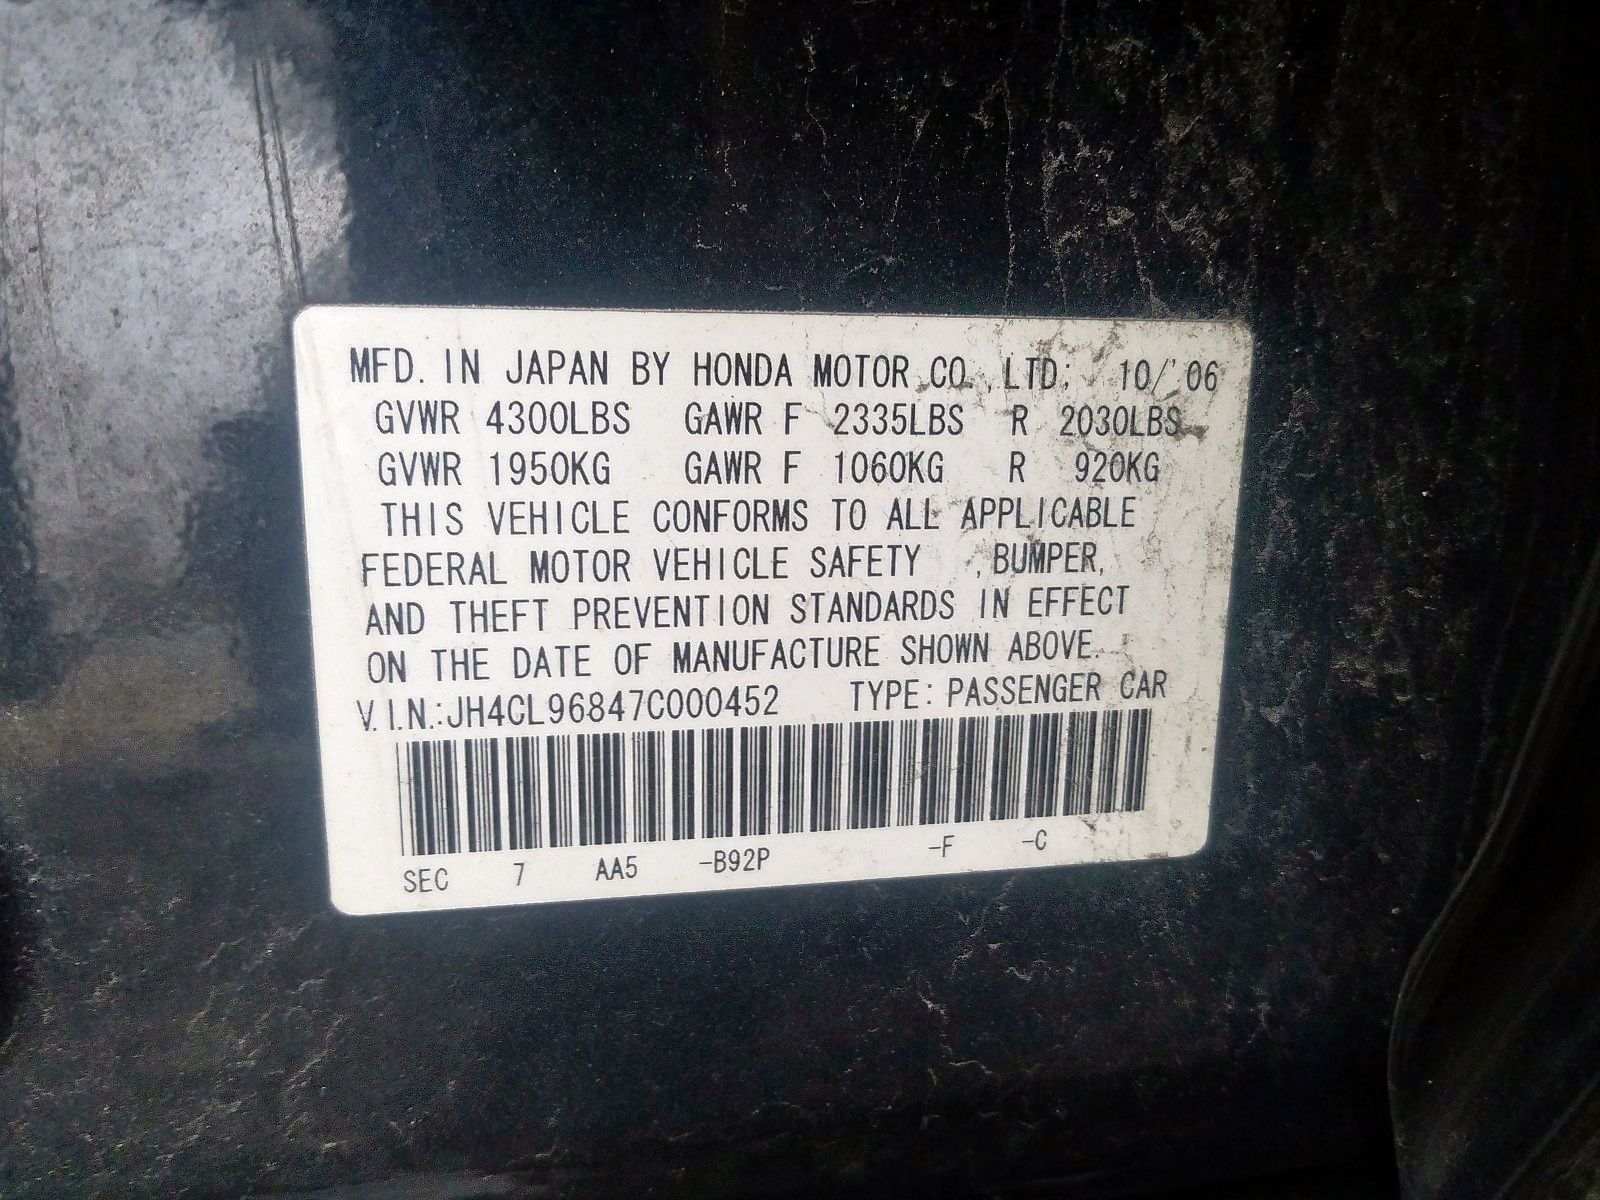 MFD. IN JAPAN BY HONDA MOTOR CO.,LTD. 10/'06
GVWR 4300LBS GAWR F 2335LBS R 2030LBS
GVWR 1950KG GAWR F 1060KG R 920KG
THIS VEHICLE CONFORMS TO ALL APPLICABLE
FEDERAL MOTOR VEHICLE SAFETY , BUMPER,
AND THEFT PREVENTION STANDARDS IN EFFECT
ON THE DATE OF MANUFACTURE SHOWN ABOVE.
V.I.N.:JH4CL96847C000452 TYPE: PASSENGER CAR
SEC 7 AA5 -B92P -F -C